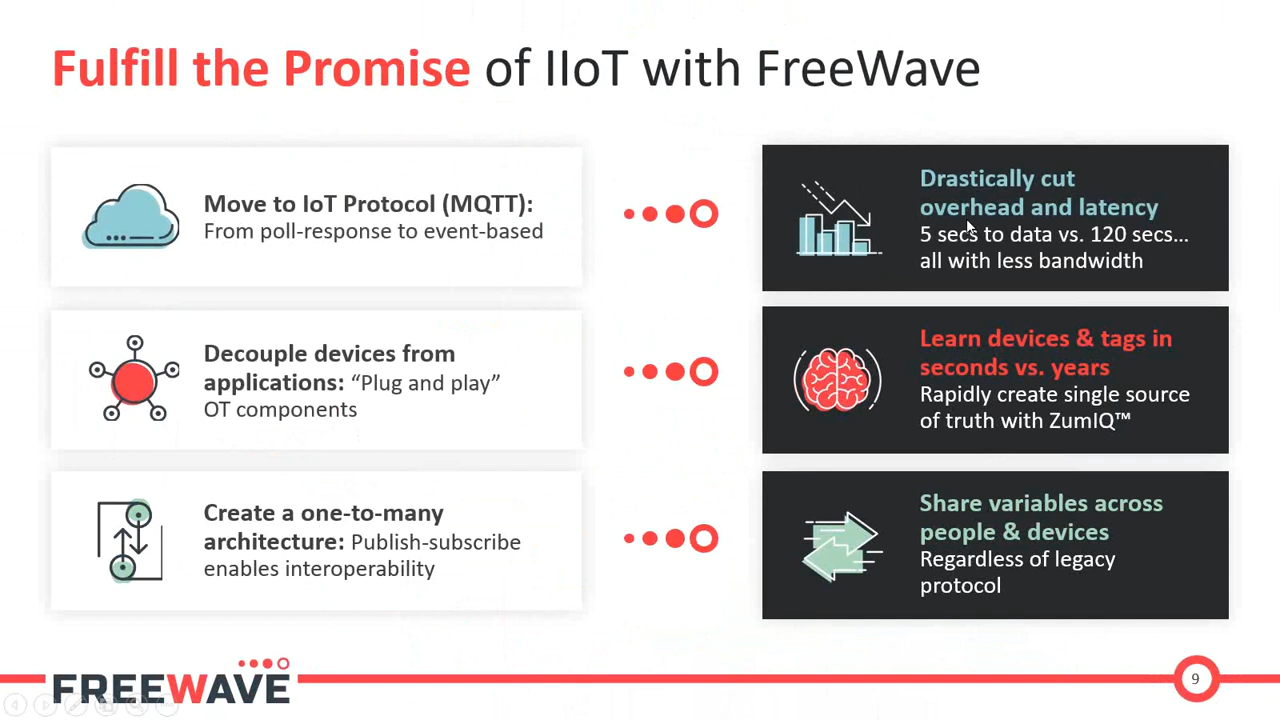 Fulfill the Promise of IIoT with FreeWave
Move to IoT Protocol (MQTT):
From poll-response to event-based
Drastically cut
overhead and latency
5 secs to data vs. 120 secs...
all with less bandwidth
Decouple devices from
applications: “Plug and play”
OT components
Learn devices & tags in
seconds vs. years
Rapidly create single source
of truth with ZumIQ™
Create a one-to-many
architecture: Publish-subscribe
enables interoperability
Share variables across
people & devices
Regardless of legacy
protocol
FREEWAVE
9